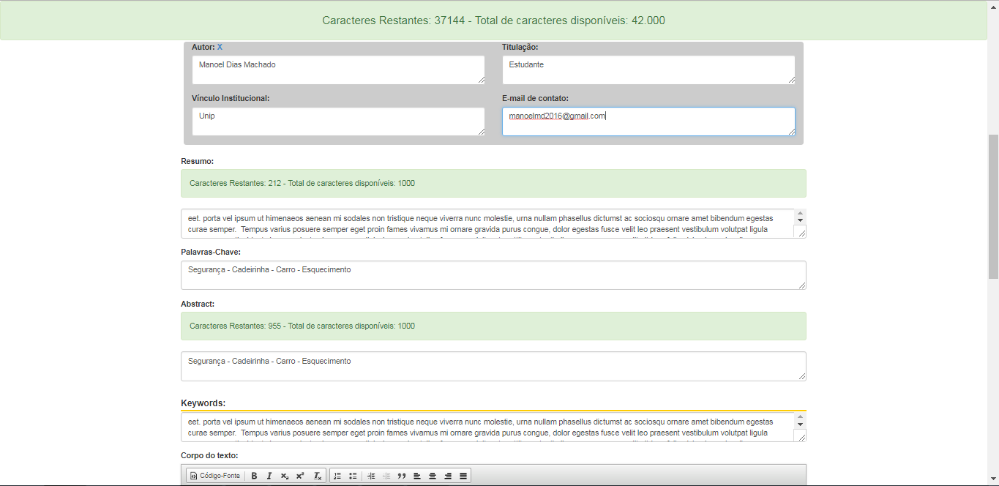 Caracteres Restantes: 37144 - Total de caracteres disponíveis: 42.000
Autor: X
Titulação:
Manoel Dias Machado
Estudante
Vínculo Institucional:
E-mail de contato:
Unip
manoelmd2016@gmail.com
Resumo:
Caracteres Restantes: 212 - Total de caracteres disponíveis: 1000
eet. porta vel ipsum ut himenaeos aenean mi sodales non tristique neque viverra nunc molestie, urna nullam phasellus dictumst ac sociosqu ornare amet bibendum egestas
curae semper.  Tempus varius posuere semper eget proin fames vivamus mi ornare gravida purus congue, dolor egestas fusce velit leo praesent vestibulum volutpat ligula
Palavras-Chave:
Segurança - Cadeirinha - Carro - Esquecimento
Abstract:
Caracteres Restantes: 955 - Total de caracteres disponíveis: 1000
Segurança - Cadeirinha - Carro - Esquecimento
Keywords:
eet. porta vel ipsum ut himenaeos aenean mi sodales non tristique neque viverra nunc molestie, urna nullam phasellus dictumst ac sociosqu ornare amet bibendum egestas
curae semper.  Tempus varius posuere semper eget proin fames vivamus mi ornare gravida purus congue, dolor egestas fusce velit leo praesent vestibulum volutpat ligula
Corpo do texto:
Código-Fonte